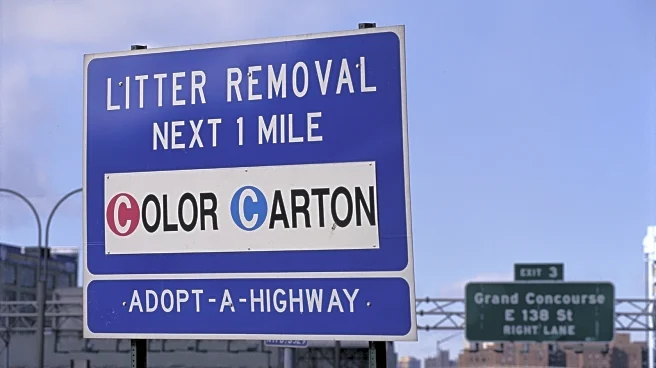 LITTER REMOVAL
NEXT 1 MILE
COLOR CARTON
ADOPT-A-HIGHWAY
EXIT 3
Grand Concourse
E 138 St
RIGHT LANE